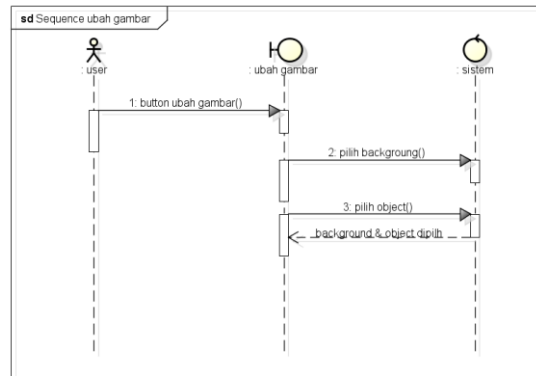 sd Sequence ubah gambar
: user
: ubah gambar
: sistem
1: button ubah gambar()
2: pilih backgroung()
3: pilih object()
background & object dipilh